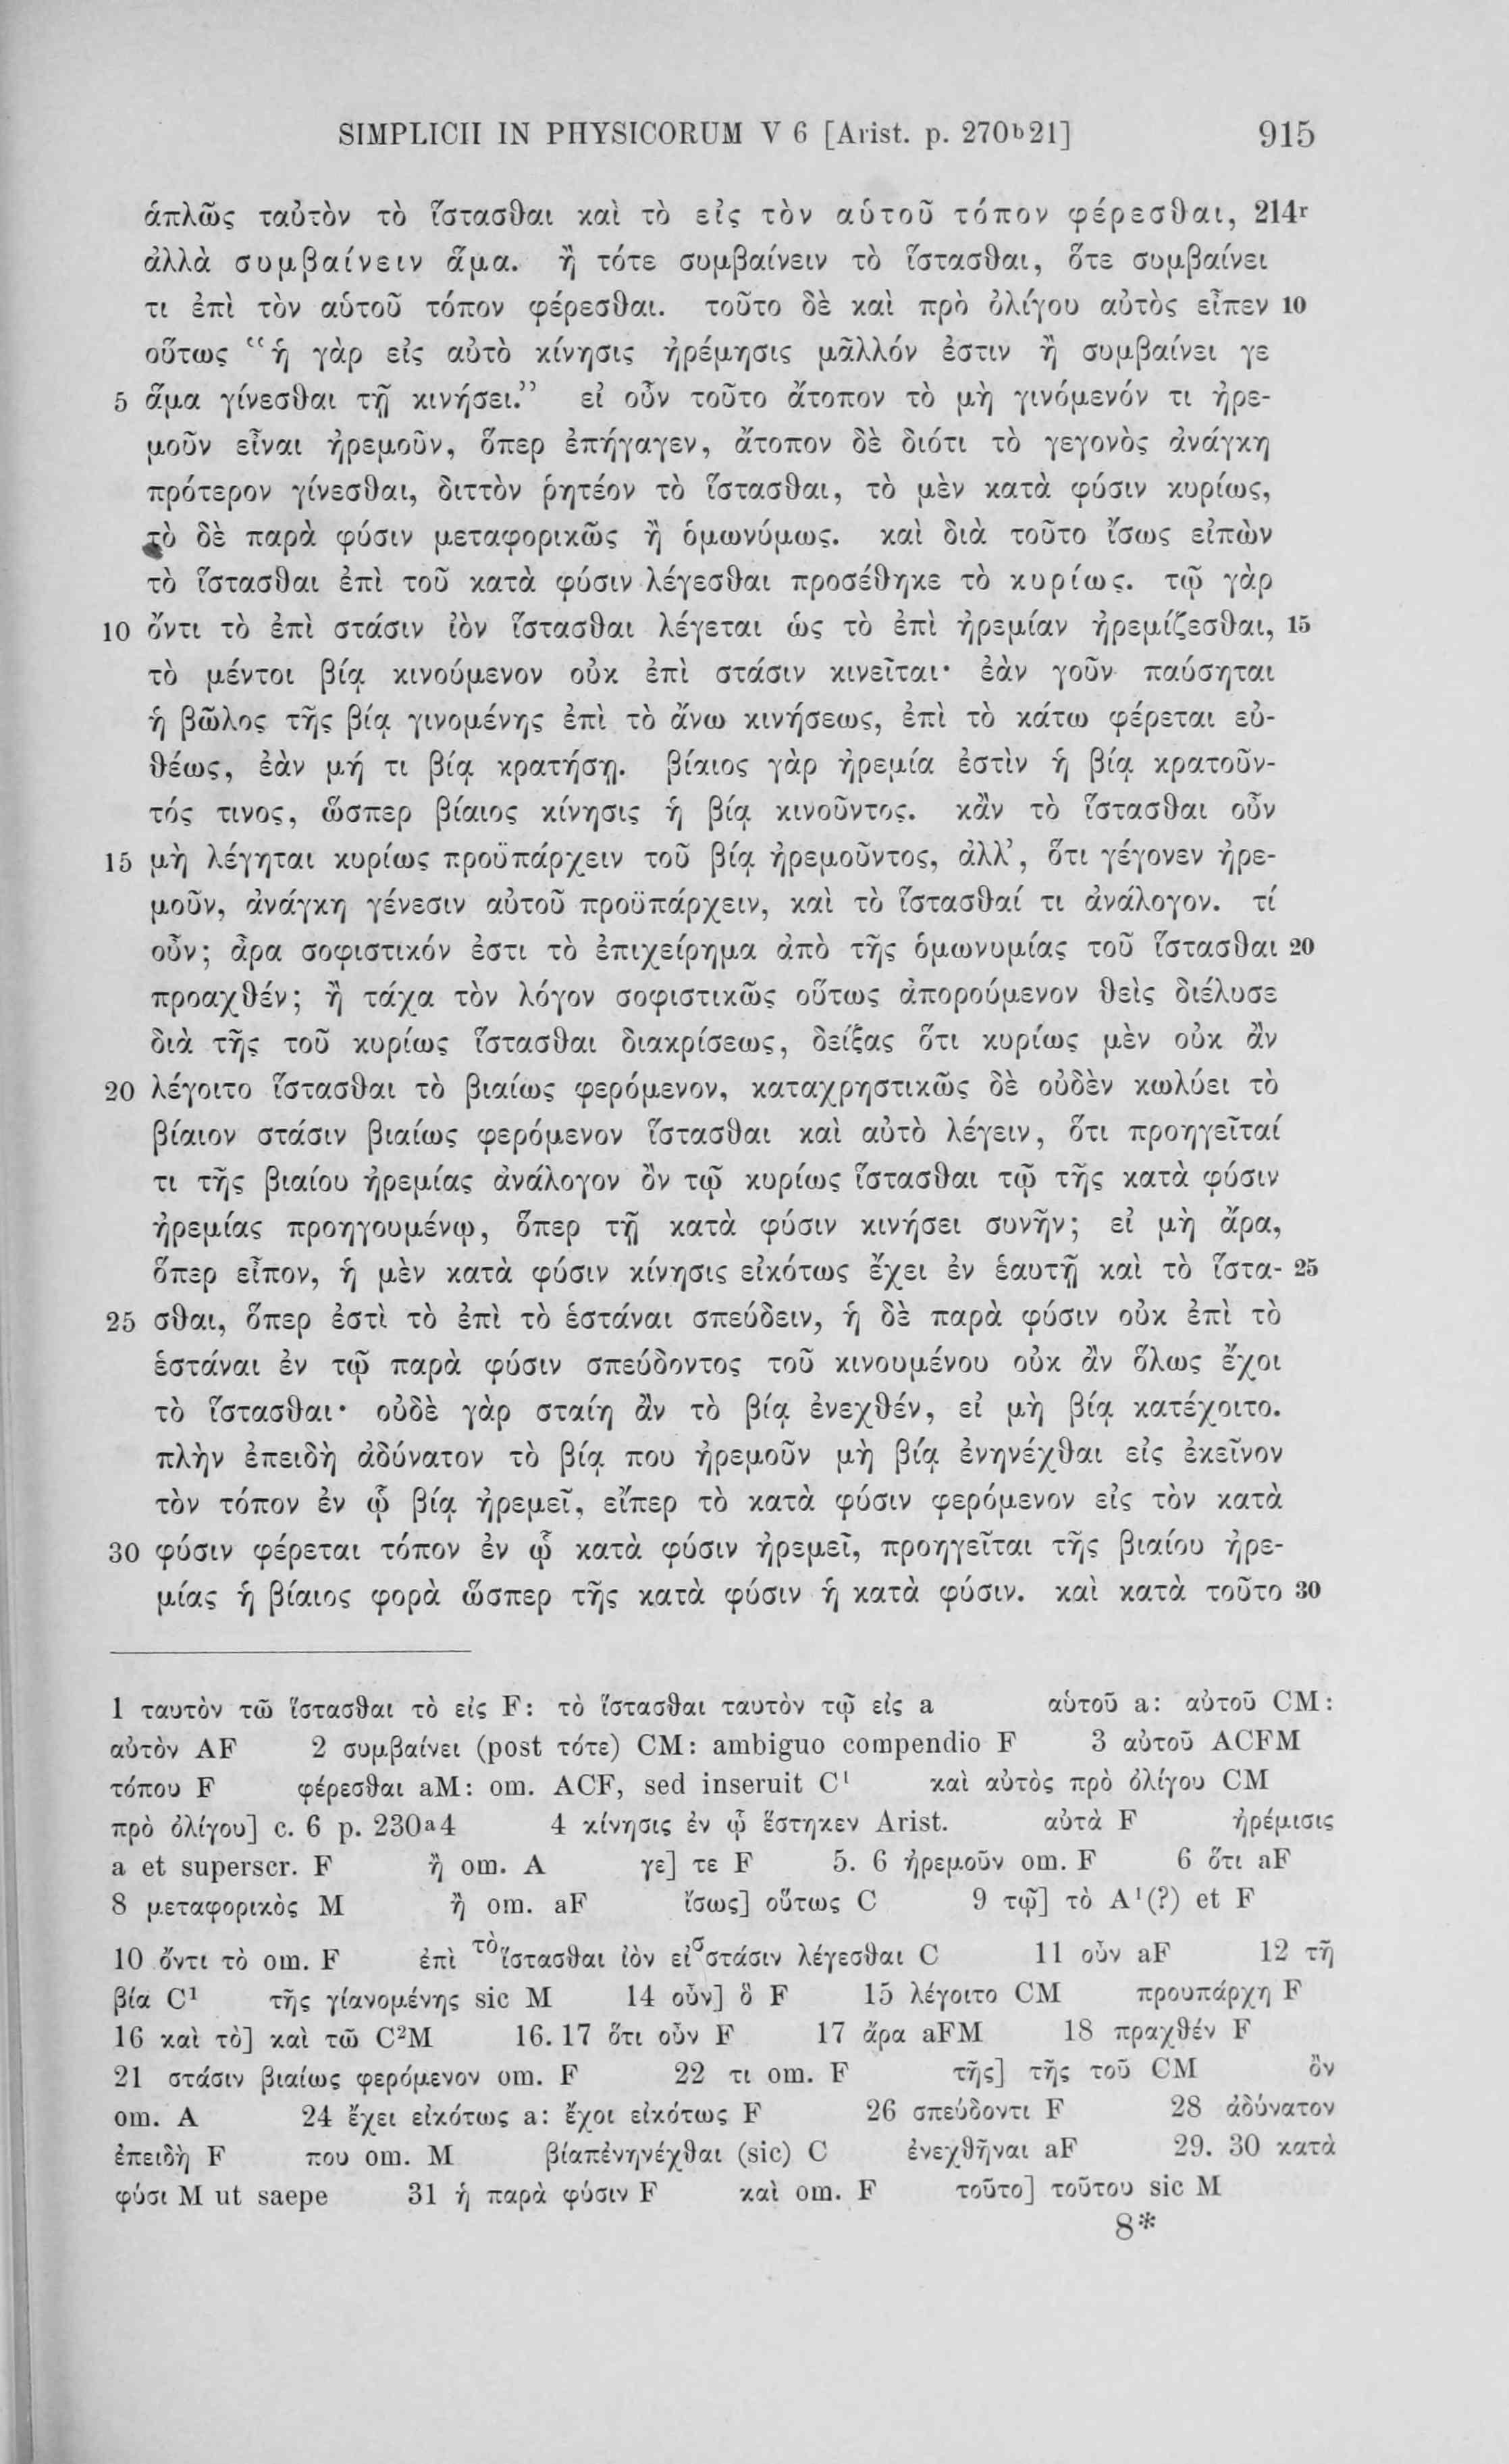 SIMPLICII IN PHYSICORUM V 6 [Arist. p. 270ᵇ21] 915
ἁπλῶς ταὐτὸν τὸ ἵστασθαι καὶ τὸ εἰς τὸν αὑτοῦ τόπον φέρεσθαι, 214ʳ
ἀλλὰ συμβαίνειν ἅμα. ἢ τότε συμβαίνειν τὸ ἵστασθαι, ὅτε συμβαίνει
τι ἐπὶ τὸν αὑτοῦ τόπον φέρεσθαι. τοῦτο δὲ καὶ πρὸ ὀλίγου αὐτὸς εἶπεν 10
οὕτως “ἡ γὰρ εἰς αὐτὸ κίνησις ἠρέμησις μᾶλλόν ἐστιν ἢ συμβαίνει γε
5 ἅμα γίνεσθαι τῇ κινήσει.” εἰ οὖν τοῦτο ἄτοπον τὸ μὴ γινόμενόν τι ἠρε-
μοῦν εἶναι ἠρεμοῦν, ὅπερ ἐπήγαγεν, ἄτοπον δὲ διότι τὸ γεγονὸς ἀνάγκη
πρότερον γίνεσθαι, διττὸν ῥητέον τὸ ἵστασθαι, τὸ μὲν κατὰ φύσιν κυρίως,
τὸ δὲ παρὰ φύσιν μεταφορικῶς ἢ ὁμωνύμως. καὶ διὰ τοῦτο ἴσως εἰπὼν
τὸ ἵστασθαι ἐπὶ τοῦ κατὰ φύσιν λέγεσθαι προσέθηκε τὸ κυρίως. τῷ γὰρ
10 ὄντι τὸ ἐπὶ στάσιν ἰὸν ἵστασθαι λέγεται ὡς τὸ ἐπὶ ἠρεμίαν ἠρεμίζεσθαι, 15
τὸ μέντοι βίᾳ κινούμενον οὐκ ἐπὶ στάσιν κινεῖται· ἐὰν γοῦν παύσηται
ἡ βῶλος τῆς βίᾳ γινομένης ἐπὶ τὸ ἄνω κινήσεως, ἐπὶ τὸ κάτω φέρεται εὐ-
θέως, ἐὰν μή τι βίᾳ κρατήσῃ. βίαιος γὰρ ἠρεμία ἐστὶν ἡ βίᾳ κρατοῦν-
τός τινος, ὥσπερ βίαιος κίνησις ἡ βίᾳ κινοῦντος. κἂν τὸ ἵστασθαι οὖν
15 μὴ λέγηται κυρίως προϋπάρχειν τοῦ βίᾳ ἠρεμοῦντος, ἀλλ’, ὅτι γέγονεν ἠρε-
μοῦν, ἀνάγκη γένεσιν αὐτοῦ προϋπάρχειν, καὶ τὸ ἵστασθαί τι ἀνάλογον. τί
οὖν; ἆρα σοφιστικόν ἐστι τὸ ἐπιχείρημα ἀπὸ τῆς ὁμωνυμίας τοῦ ἵστασθαι 20
προαχθέν; ἢ τάχα τὸν λόγον σοφιστικῶς οὕτως ἀπορούμενον θεὶς διέλυσε
διὰ τῆς τοῦ κυρίως ἵστασθαι διακρίσεως, δείξας ὅτι κυρίως μὲν οὐκ ἂν
20 λέγοιτο ἵστασθαι τὸ βιαίως φερόμενον, καταχρηστικῶς δὲ οὐδὲν κωλύει τὸ
βίαιον στάσιν βιαίως φερόμενον ἵστασθαι καὶ αὐτὸ λέγειν, ὅτι προηγεῖταί
τι τῆς βιαίου ἠρεμίας ἀνάλογον ὂν τῷ κυρίως ἵστασθαι τῷ τῆς κατὰ φύσιν
ἠρεμίας προηγουμένῳ, ὅπερ τῇ κατὰ φύσιν κινήσει συνῆν; εἰ μὴ ἄρα,
ὅπερ εἶπον, ἡ μὲν κατὰ φύσιν κίνησις εἰκότως ἔχει ἐν ἑαυτῇ καὶ τὸ ἵστα- 25
25 σθαι, ὅπερ ἐστὶ τὸ ἐπὶ τὸ ἑστάναι σπεύδειν, ἡ δὲ παρὰ φύσιν οὐκ ἐπὶ τὸ
ἑστάναι ἐν τῷ παρὰ φύσιν σπεύδοντος τοῦ κινουμένου οὐκ ἂν ὅλως ἔχοι
τὸ ἵστασθαι· οὐδὲ γὰρ σταίη ἂν τὸ βίᾳ ἐνεχθέν, εἰ μὴ βίᾳ κατέχοιτο.
πλὴν ἐπειδὴ ἀδύνατον τὸ βίᾳ που ἠρεμοῦν μὴ βίᾳ ἐνηνέχθαι εἰς ἐκεῖνον
τὸν τόπον ἐν ᾧ βίᾳ ἠρεμεῖ, εἴπερ τὸ κατὰ φύσιν φερόμενον εἰς τὸν κατὰ
30 φύσιν φέρεται τόπον ἐν ᾧ κατὰ φύσιν ἠρεμεῖ, προηγεῖται τῆς βιαίου ἠρε-
μίας ἡ βίαιος φορὰ ὥσπερ τῆς κατὰ φύσιν ἡ κατὰ φύσιν. καὶ κατὰ τοῦτο 30
1 ταυτὸν τῶ ἵστασθαι τὸ εἰς F: τὸ ἵστασθαι ταυτὸν τῷ εἰς a αὑτοῦ a: αὐτοῦ CM:
αὐτὸν AF 2 συμβαίνει (post τότε) CM: ambiguo compendio F 3 αὐτοῦ ACFM
τόπου F φέρεσθαι aM: om. ACF, sed inseruit C¹ καὶ αὐτὸς πρὸ ὀλίγου CM
πρὸ ὀλίγου] c. 6 p. 230ᵃ4 4 κίνησις ἐν ᾧ ἕστηκεν Arist. αὐτὰ F ἠρέμισις
a et superscr. F ἢ om. A γε] τε F 5. 6 ἠρεμοῦν om. F 6 ὅτι aF
8 μεταφορικὸς M ἢ om. aF ἴσως] οὕτως C 9 τῷ] τὸ A¹(?) et F
10 ὄντι τὸ om. F ἐπὶ τὸἵστασθαι ἰὸν εἰσστάσιν λέγεσθαι C 11 οὖν aF 12 τῆ
βία C¹ τῆς γίανομένης sic M 14 οὖν] ὃ F 15 λέγοιτο CM προυπάρχη F
16 καὶ τὸ] καὶ τῶ C²M 16. 17 ὅτι οὖν F 17 ἄρα aFM 18 πραχθέν F
21 στάσιν βιαίως φερόμενον om. F 22 τι om. F τῆς] τῆς τοῦ CM ὂν
om. A 24 ἔχει εἰκότως a: ἔχοι εἰκότως F 26 σπεύδοντι F 28 ἀδύνατον
ἐπειδὴ F που om. M βίαπένηνέχθαι (sic) C ἐνεχθῆναι aF 29. 30 κατὰ
φύσι M ut saepe 31 ἡ παρὰ φύσιν F καὶ om. F τοῦτο] τοῦτου sic M
8*